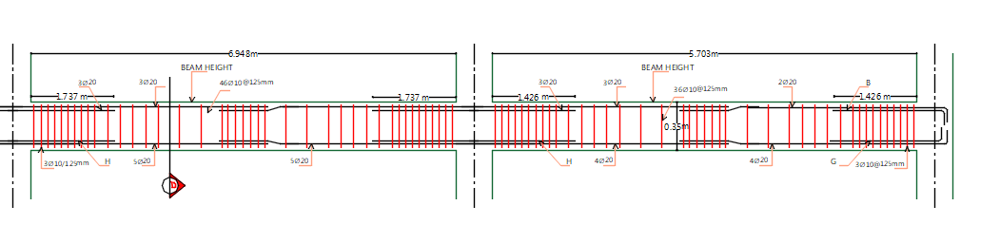 6.948m
5.703m
BEAM HEIGHT
BEAM HEIGHT
3Ø20
3Ø20
46Ø10@125mm
3Ø20
3Ø20
36Ø10@125mm
2Ø20
B
1.737 m
1.737 m
1.426 m
1.426 m
0.35m
3Ø10/125mm
H
5Ø20
5Ø20
H
4Ø20
4Ø20
G
3Ø10@125mm